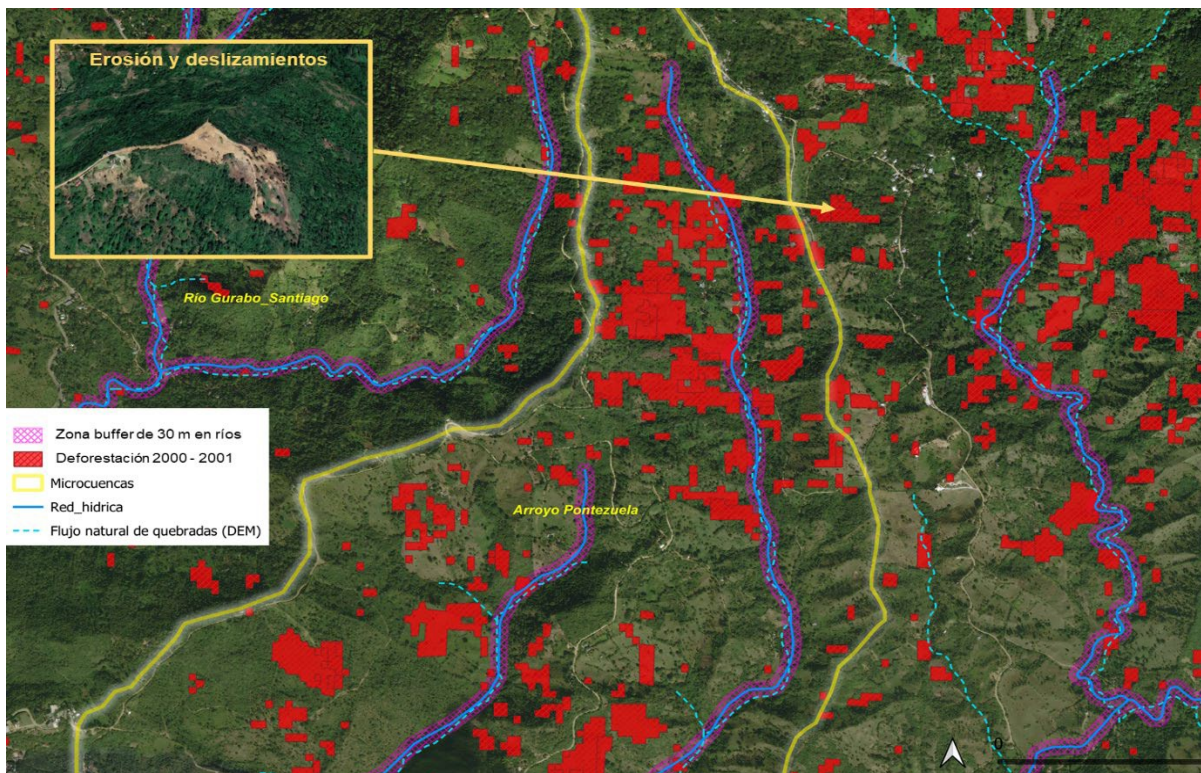 Erosión y deslizamientos
Río Gurabo_Santiago
Zona buffer de 30 m en ríos
Deforestación 2000 - 2001
Microcuencas
Red_hídrica
Flujo natural de quebradas (DEM)
Arroyo Pontezuela
0